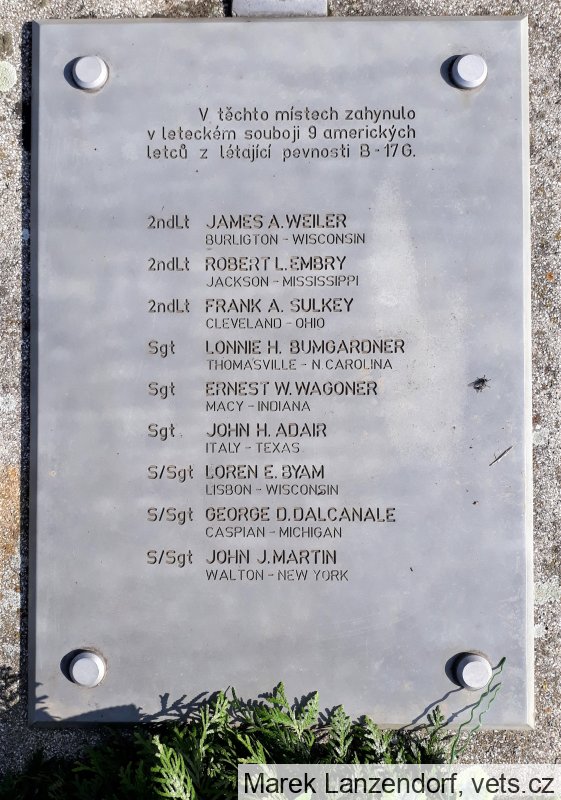 V těchto místech zahynulo
v leteckém souboji 9 amerických
letců z létající pevnosti B-17G.
2ndLt JAMES A. WEILER
BURLIGTON - WISCONSIN
2ndLt ROBERT L. EMBRY
JACKSON - MISSISSIPPI
2ndLt FRANK A. SULKEY
CLEVELAND - OHIO
Sgt LONNIE H. BUMGARDNER
THOMASVILLE - N CAROLINA
Sgt ERNEST W. WAGONER
MACY - INDIANA
Sgt JOHN H. ADAIR
ITALY - TEXAS
S/Sgt LOREN E. BYAM
LISBON - WISCONSIN
S/Sgt GEORGE D. DALCANALE
CASPIAN - MICHIGAN
S/Sgt JOHN J. MARTIN
WALTON - NEW YORK
Marek Lanzendorf, vets.cz